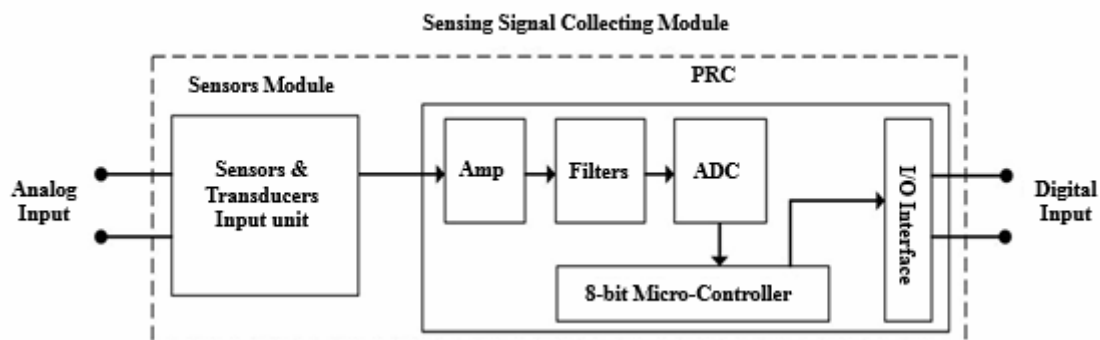 Sensing Signal Collecting Module
Sensors Module
PRC
Analog
Input
Sensors &
Transducers
Input unit
Amp
Filters
ADC
8-bit Micro-Controller
I/O Interface
Digital
Input